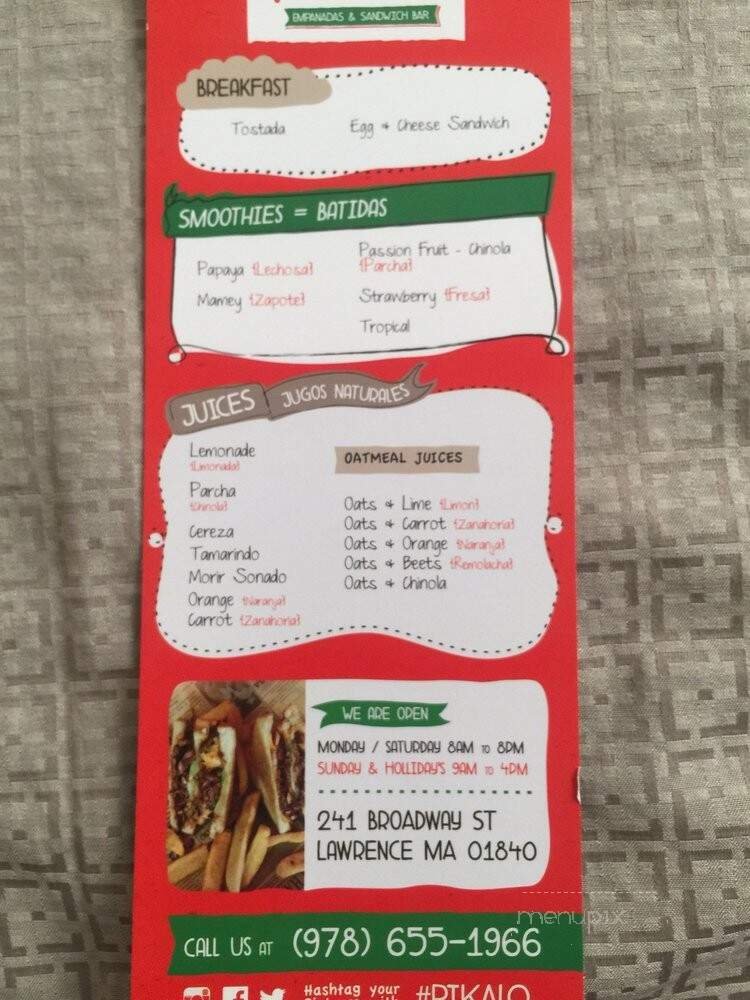 EMPANADAS & SANDWICH BAR
BREAKFAST
Tostada
Egg & Cheese Sandwich
SMOOTHIES = BATIDAS
Papaya {Lechosa}
Mamey {Zapote}
Passion Fruit - Chinola
{Parcha}
Strawberry {Fresa}
Tropical
JUICES JUGOS NATURALES
Lemonade
{Limonada}
Parcha
{Chinola}
Cereza
Tamarindo
Morir Sonado
Orange {Naranja}
Carrot {Zanahoria}
OATMEAL JUICES
Oats & Lime {Limon}
Oats & Carrot {Zanahoria}
Oats & Orange {Naranja}
Oats & Beets {Remolacha}
Oats & Chinola
WE ARE OPEN
MONDAY / SATURDAY 8AM TO 8PM
SUNDAY & HOLLIDAY'S 9AM TO 4PM
241 BROADWAY ST
LAWRENCE MA 01840
menupix
CALL US AT (978) 655-1966
Hashtag your
#PIKALO